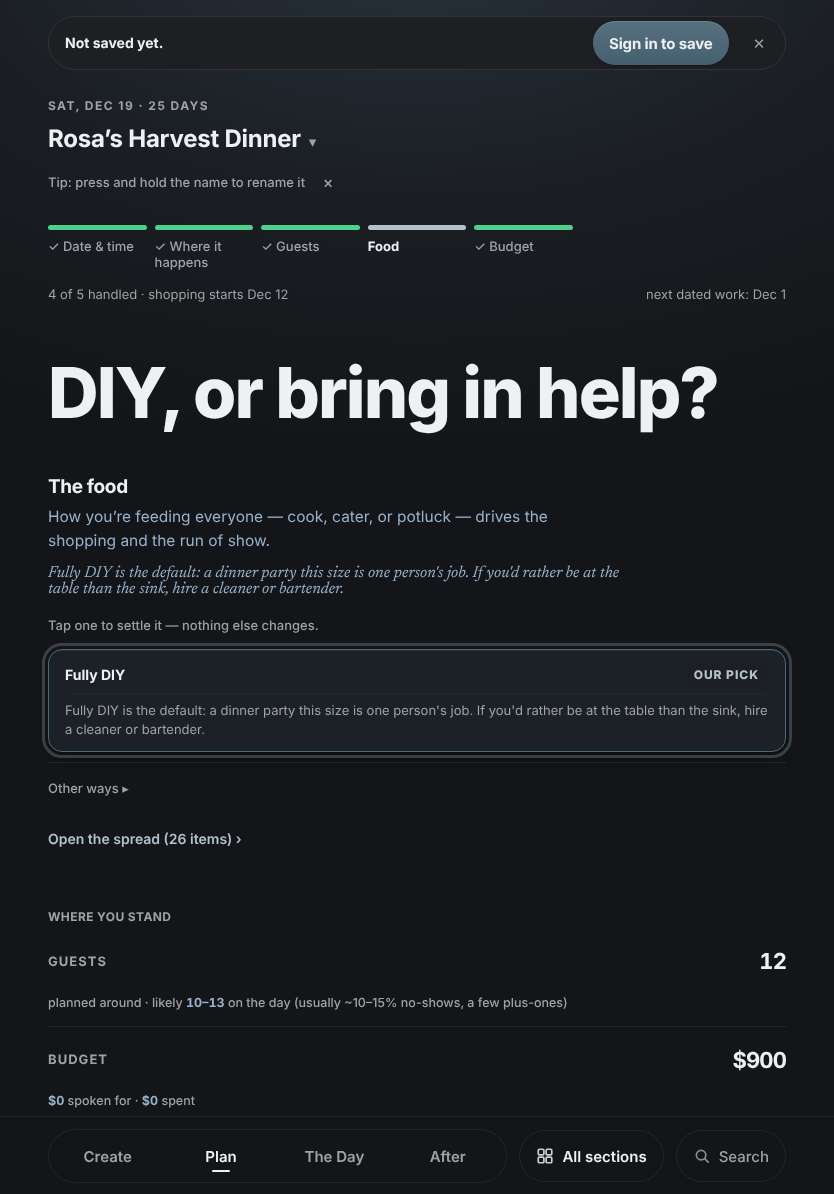 Not saved yet.
Sign in to save ×
SAT, DEC 19 · 25 DAYS
Rosa’s Harvest Dinner ▾
Tip: press and hold the name to rename it ×
✓ Date & time
✓ Where it
happens
✓ Guests
Food
✓ Budget
4 of 5 handled · shopping starts Dec 12
next dated work: Dec 1
DIY, or bring in help?
The food
How you’re feeding everyone — cook, cater, or potluck — drives the
shopping and the run of show.
Fully DIY is the default: a dinner party this size is one person's job. If you'd rather be at the
table than the sink, hire a cleaner or bartender.
Tap one to settle it — nothing else changes.
Fully DIY
OUR PICK
Fully DIY is the default: a dinner party this size is one person's job. If you'd rather be at the table than the sink, hire
a cleaner or bartender.
Other ways ▸
Open the spread (26 items) ›
WHERE YOU STAND
GUESTS
12
planned around · likely 10–13 on the day (usually ~10–15% no-shows, a few plus-ones)
BUDGET
$900
$0 spoken for · $0 spent
Create
Plan
The Day
After
All sections
Search